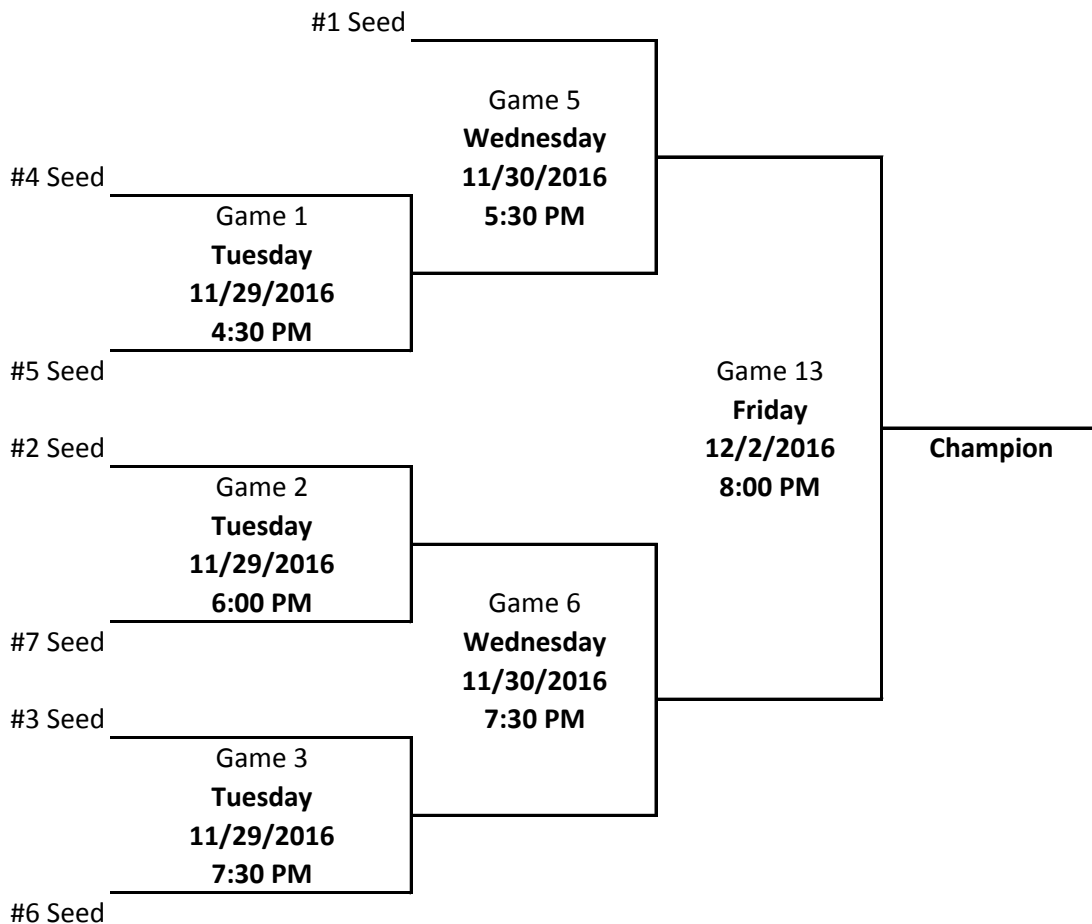 #1 Seed
Game 5
Wednesday
11/30/2016
5:30 PM
#4 Seed
Game 1
Tuesday
11/29/2016
4:30 PM
#5 Seed
Game 13
Friday
12/2/2016
8:00 PM
Champion
#2 Seed
Game 2
Tuesday
11/29/2016
6:00 PM
#7 Seed
Game 6
Wednesday
11/30/2016
7:30 PM
#3 Seed
Game 3
Tuesday
11/29/2016
7:30 PM
#6 Seed